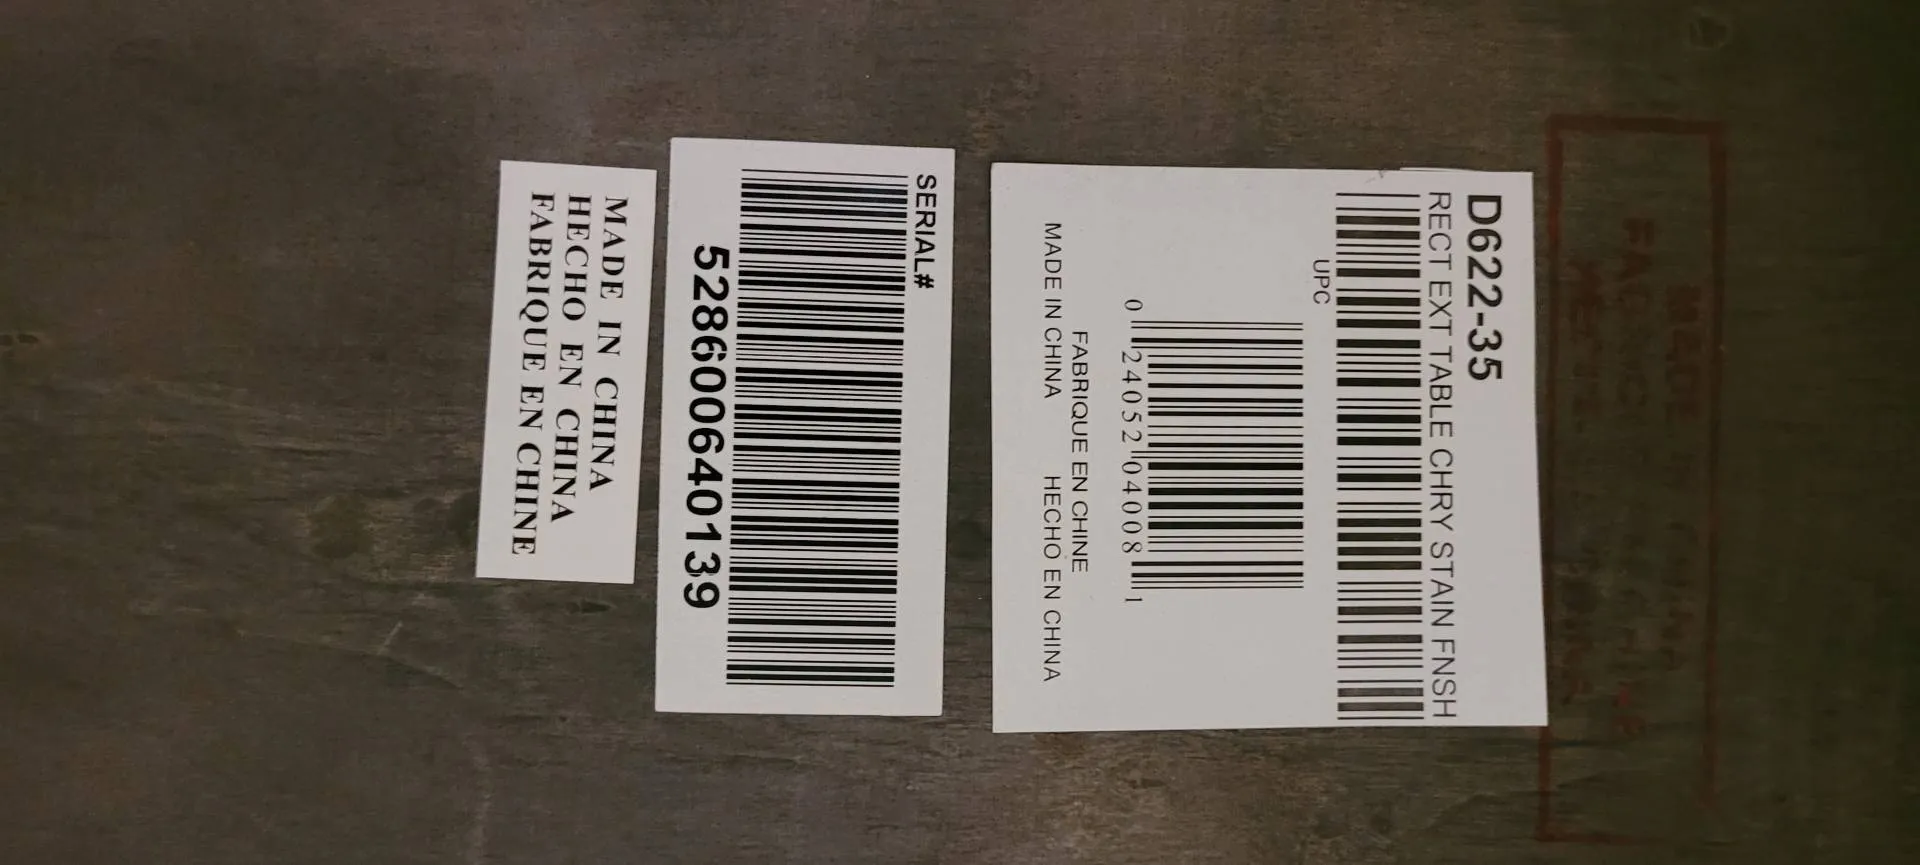 D622-35
RECT EXT TABLE CHRY STAIN FNSH
UPC
0 24052 04008 1
FABRIQUE EN CHINE
MADE IN CHINA HECHO EN CHINA
SERIAL#
528600640139
MADE IN CHINA
HECHO EN CHINA
FABRIQUE EN CHINE